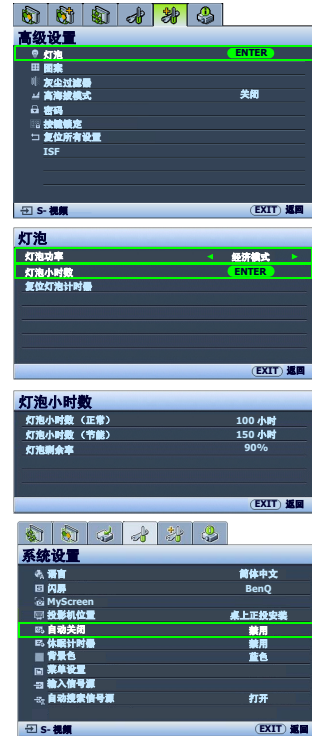 高级设置
灯泡 ENTER
图案
灰尘过滤器
高海拔模式 关闭
密码
按键锁定
复位所有设置
ISF
S-视频 EXIT 返回
灯泡
灯泡功率 经济模式
灯泡小时数 ENTER
复位灯泡计时器
EXIT 返回
灯泡小时数
灯泡小时数（正常） 100 小时
灯泡小时数（节能） 150 小时
灯泡剩余率 90%
EXIT 返回
系统设置
语言 简体中文
闪屏 BenQ
MyScreen
投影机位置 桌上正投安装
自动关闭 禁用
休眠计时器 禁用
背景色 蓝色
菜单设置
输入信号源
自动搜索信号源 打开
S-视频 EXIT 返回